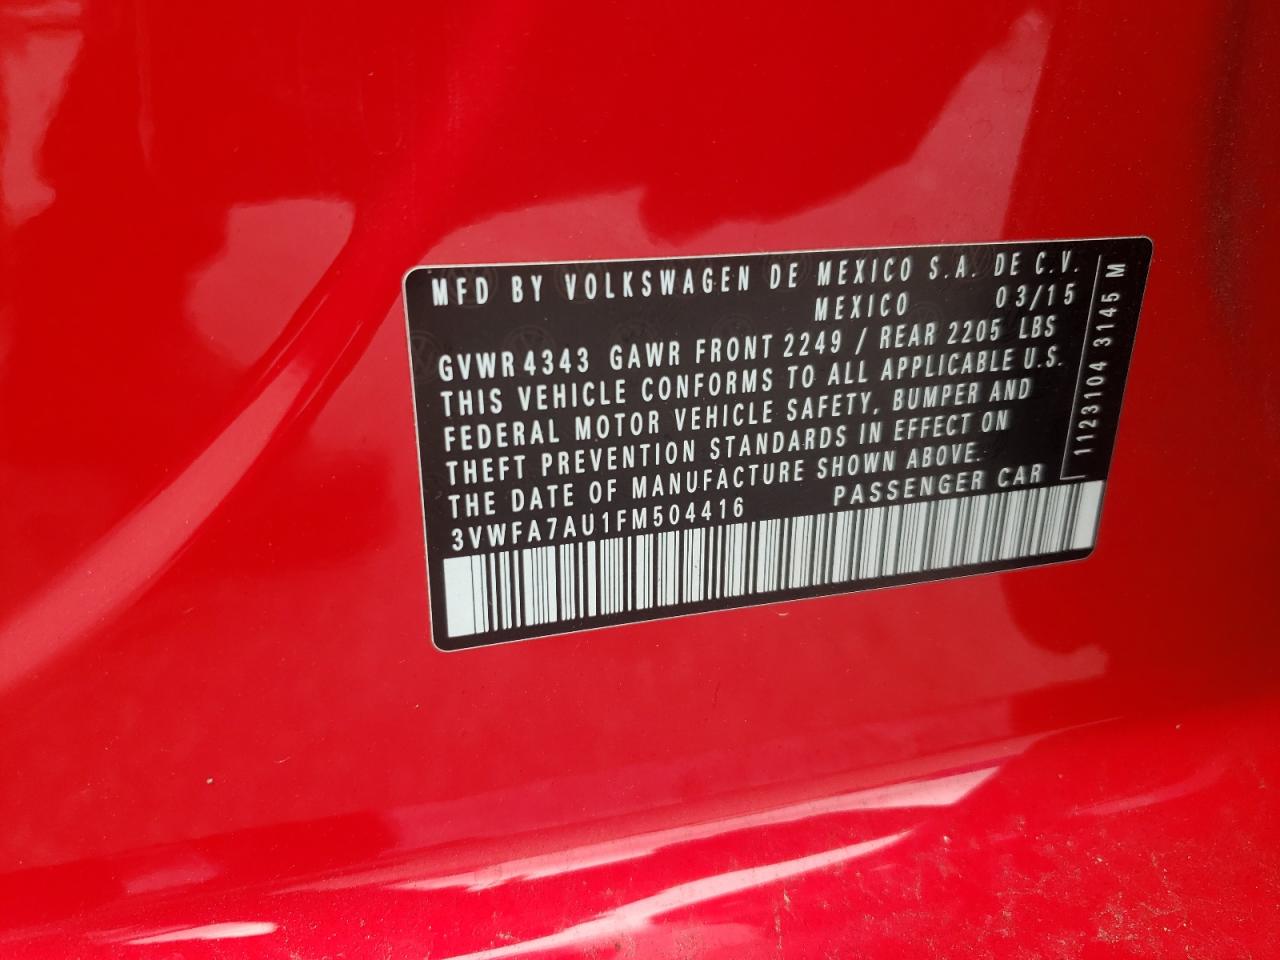 MFD BY VOLKSWAGEN DE MEXICO S.A. DE C.V.
MEXICO 03/15
GVWR 4343 GAWR FRONT 2249 / REAR 2205 LBS
THIS VEHICLE CONFORMS TO ALL APPLICABLE U.S.
FEDERAL MOTOR VEHICLE SAFETY, BUMPER AND
THEFT PREVENTION STANDARDS IN EFFECT ON
THE DATE OF MANUFACTURE SHOWN ABOVE.
3VWFA7AU1FM504416 PASSENGER CAR
1123104 3145 M